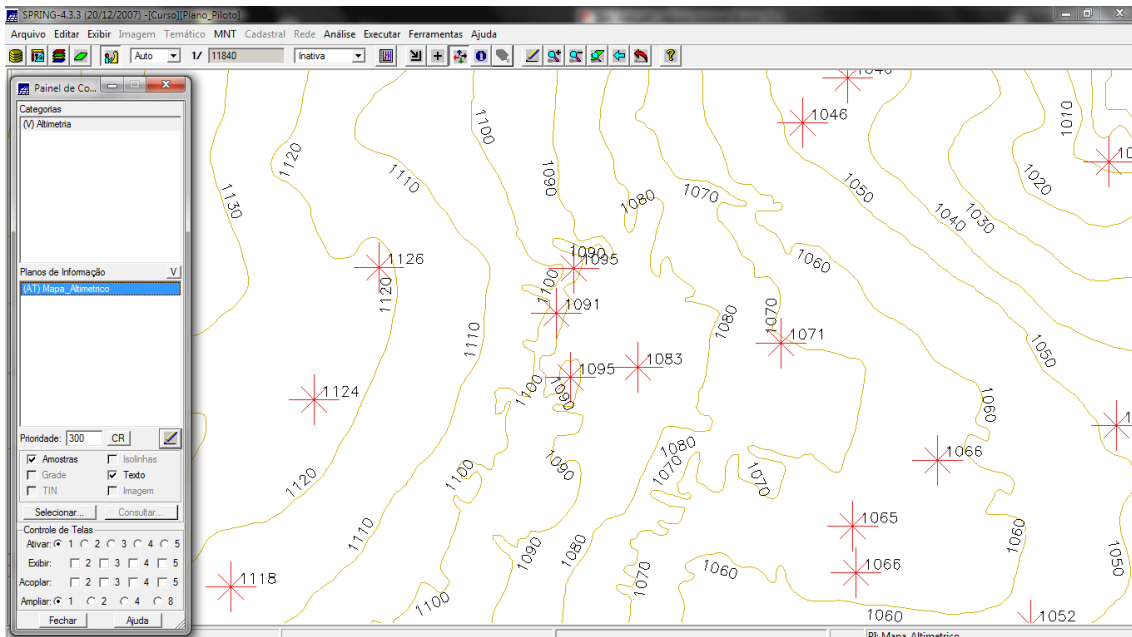 SPRING-4.3.3 (20/12/2007) -[Curso][Plano_Piloto]
Arquivo Editar Exibir Imagem Temático MNT Cadastral Rede Análise Executar Ferramentas Ajuda
Auto 1/ 11840 Inativa
Painel de Co...
Categorias
(V) Altimetria
Planos de Informação V
(AT) Mapa_Altimetrico
Prioridade: 300 CR
Amostras Isolinhas
Grade Texto
TIN Imagem
Selecionar... Consultar...
Controle de Telas
Ativar: 1 2 3 4 5
Exibir: 2 3 4 5
Acoplar: 2 3 4 5
Ampliar: 1 2 4 8
Fechar Ajuda
1046
1046
1100
1010
1120
1110
1130
1090
1080
1070
1050
1020
1040
1030
1060
1090
1126
1095
1100
1120
1091
1080
1070
1071
1110
1050
1083
1095
1100
1090
1124
1060
1080
1066
1070
1070
1100
1090
1120
1065
1110
1060
1090
1080
1050
1118
1070
1060
1066
1100
1060
1052
PI: Mapa_Altimetrico